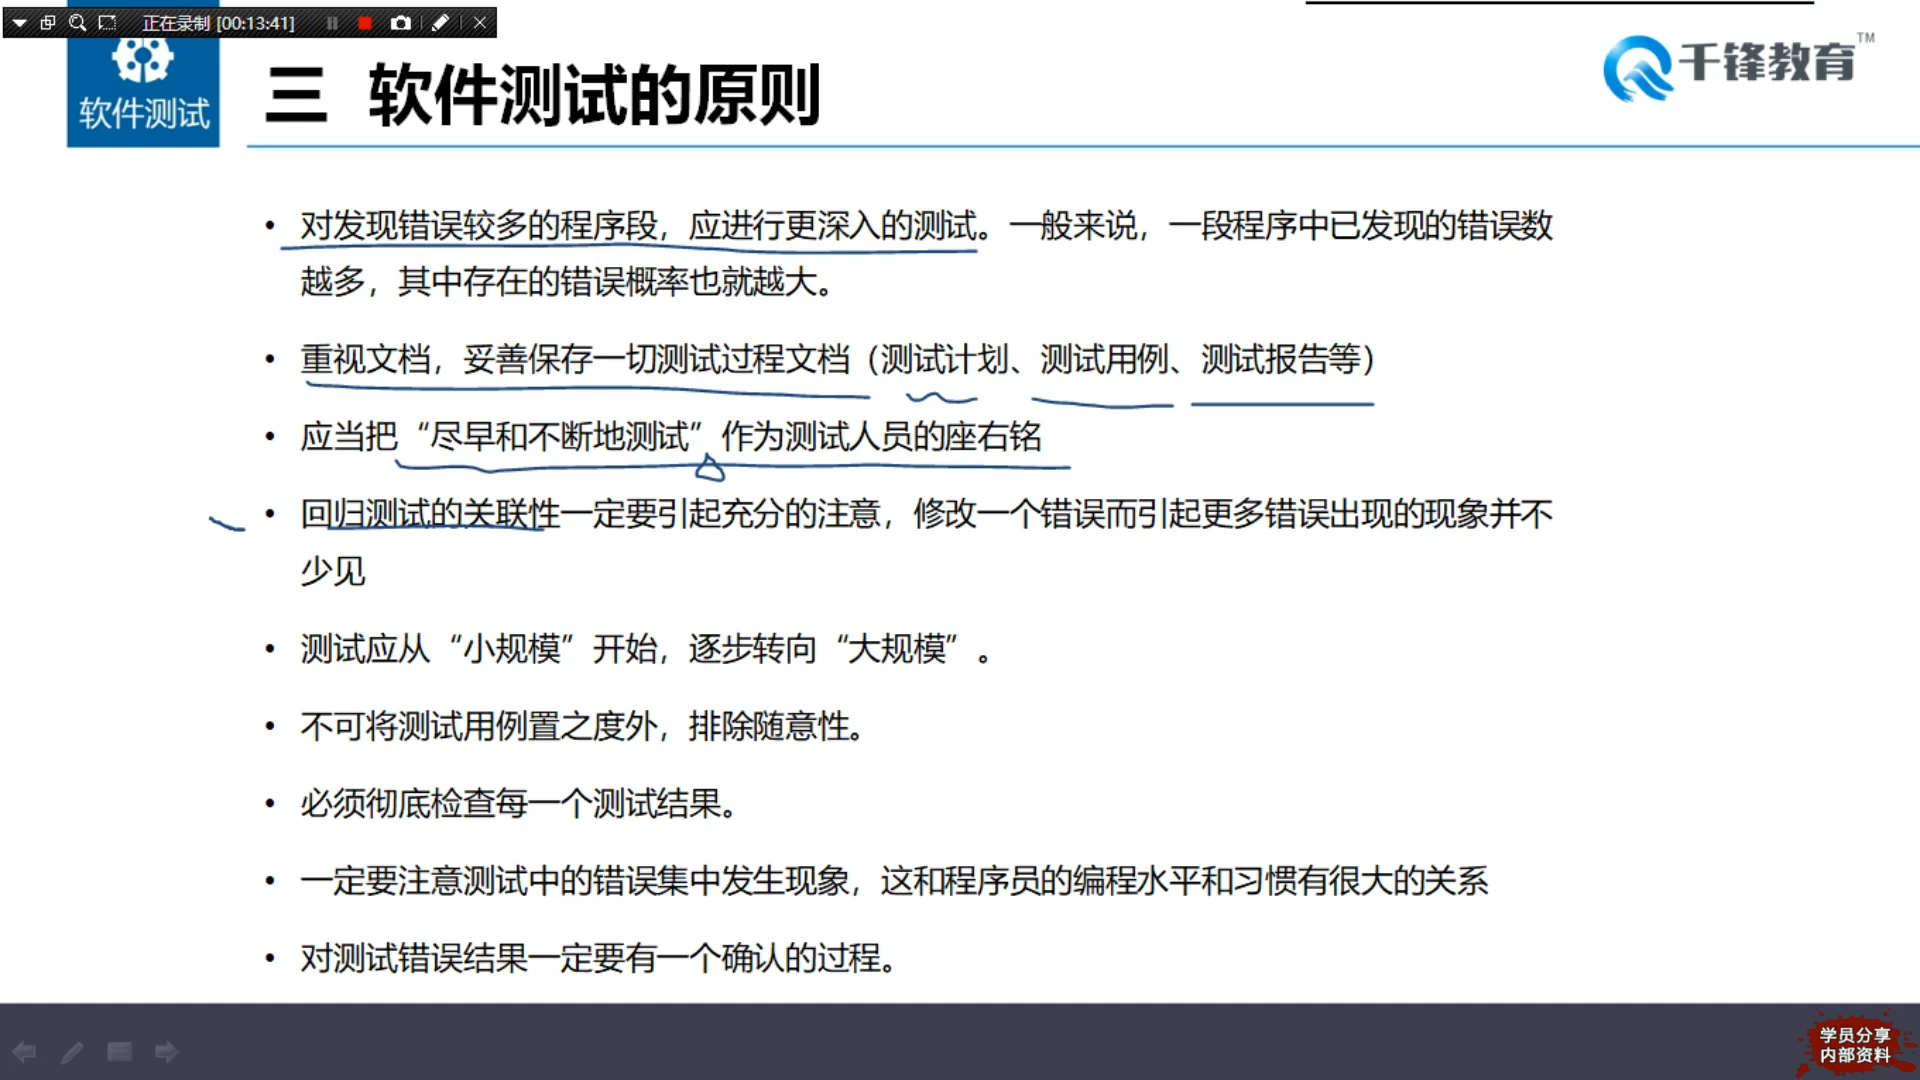 正在录制 [00:13:41]
软件测试
三 软件测试的原则
千锋教育™
• 对发现错误较多的程序段，应进行更深入的测试。一般来说，一段程序中已发现的错误数
越多，其中存在的错误概率也就越大。
• 重视文档，妥善保存一切测试过程文档（测试计划、测试用例、测试报告等）
• 应当把“尽早和不断地测试”作为测试人员的座右铭
• 回归测试的关联性一定要引起充分的注意，修改一个错误而引起更多错误出现的现象并不
少见
• 测试应从“小规模”开始，逐步转向“大规模”。
• 不可将测试用例置之度外，排除随意性。
• 必须彻底检查每一个测试结果。
• 一定要注意测试中的错误集中发生现象，这和程序员的编程水平和习惯有很大的关系
• 对测试错误结果一定要有一个确认的过程。
学员分享
内部资料